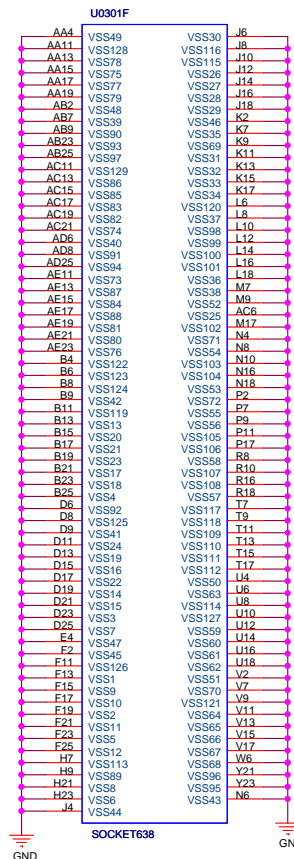 U0301F
AA4 VSS49 VSS30 J6
AA11 VSS128 VSS116 J8
AA13 VSS78 VSS115 J10
AA15 VSS75 VSS26 J12
AA17 VSS77 VSS27 J14
AA19 VSS79 VSS28 J16
AB2 VSS48 VSS29 J18
AB7 VSS39 VSS46 K2
AB9 VSS90 VSS35 K7
AB23 VSS93 VSS69 K9
AB25 VSS97 VSS31 K11
AC11 VSS129 VSS32 K13
AC13 VSS86 VSS33 K15
AC15 VSS85 VSS34 K17
AC17 VSS83 VSS120 L6
AC19 VSS82 VSS37 L8
AC21 VSS74 VSS98 L10
AD6 VSS40 VSS99 L12
AD8 VSS91 VSS100 L14
AD25 VSS94 VSS101 L16
AE11 VSS73 VSS36 L18
AE13 VSS87 VSS38 M7
AE15 VSS84 VSS52 M9
AE17 VSS88 VSS25 AC6
AE19 VSS81 VSS102 M17
AE21 VSS80 VSS71 N4
AE23 VSS76 VSS54 N8
B4 VSS122 VSS103 N10
B6 VSS123 VSS104 N16
B8 VSS124 VSS53 N18
B9 VSS42 VSS72 P2
B11 VSS119 VSS55 P7
B13 VSS13 VSS56 P9
B15 VSS20 VSS105 P11
B17 VSS21 VSS106 P17
B19 VSS23 VSS58 R8
B21 VSS17 VSS107 R10
B23 VSS18 VSS108 R16
B25 VSS4 VSS57 R18
D6 VSS92 VSS117 T7
D8 VSS125 VSS118 T9
D9 VSS41 VSS109 T11
D11 VSS24 VSS110 T13
D13 VSS19 VSS111 T15
D15 VSS16 VSS112 T17
D17 VSS22 VSS50 U4
D19 VSS14 VSS63 U6
D21 VSS15 VSS114 U8
D23 VSS3 VSS127 U10
D25 VSS7 VSS59 U12
E4 VSS47 VSS60 U14
F2 VSS45 VSS61 U16
F11 VSS126 VSS62 U18
F13 VSS1 VSS51 V2
F15 VSS9 VSS70 V7
F17 VSS10 VSS121 V9
F19 VSS2 VSS64 V11
F21 VSS11 VSS65 V13
F23 VSS5 VSS66 V15
F25 VSS12 VSS67 V17
H7 VSS113 VSS68 W6
H9 VSS89 VSS96 Y21
H21 VSS8 VSS95 Y23
H23 VSS6 VSS43 N6
J4 VSS44
SOCKET638
GND GN